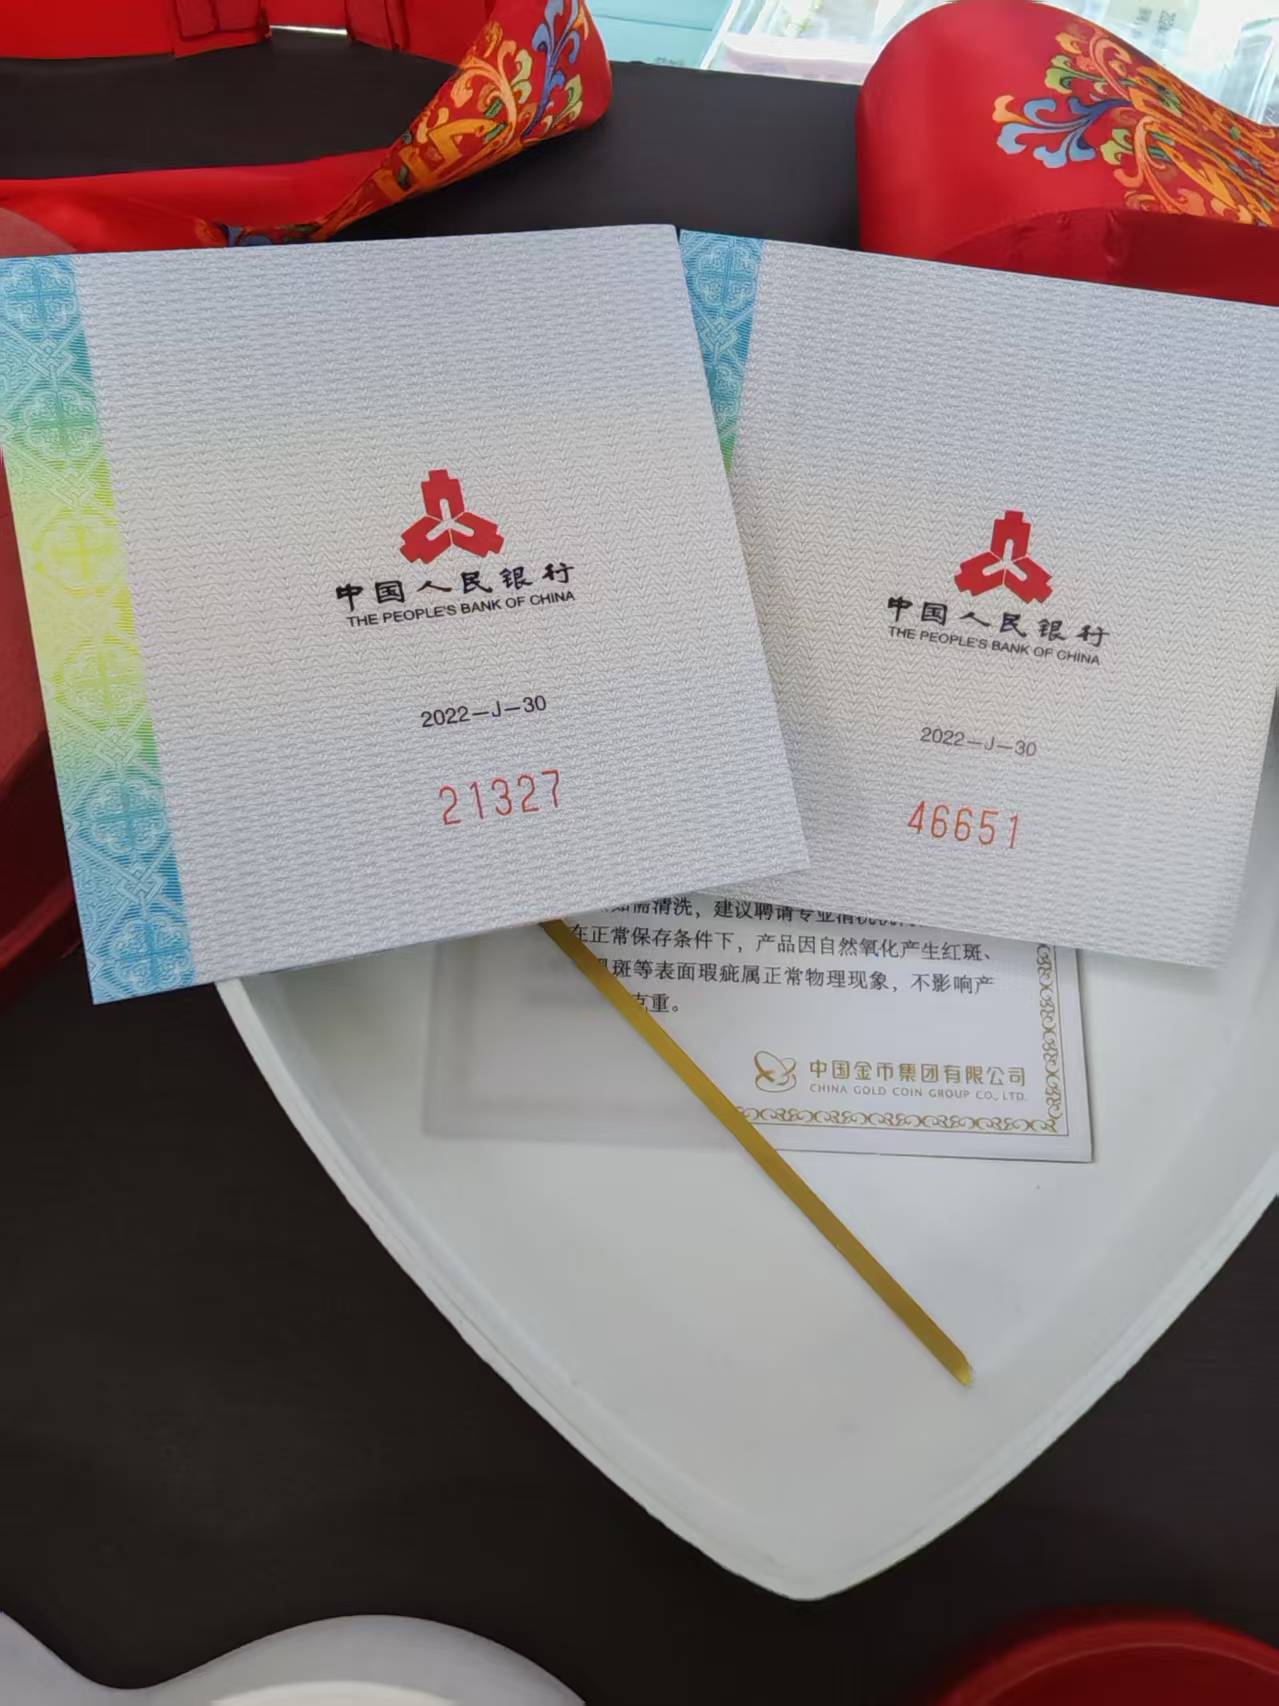 中国人民银行
THE PEOPLE'S BANK OF CHINA
2022—J—30
21327
中国人民银行
THE PEOPLE'S BANK OF CHINA
2022—J—30
46651
清洗，建议聘请专业清
在正常保存条件下，产品因自然氧化产生红斑、
斑等表面瑕疵属正常物理现象，不影响产
克重。
中国金币集团有限公司
CHINA GOLD COIN GROUP CO., LTD.